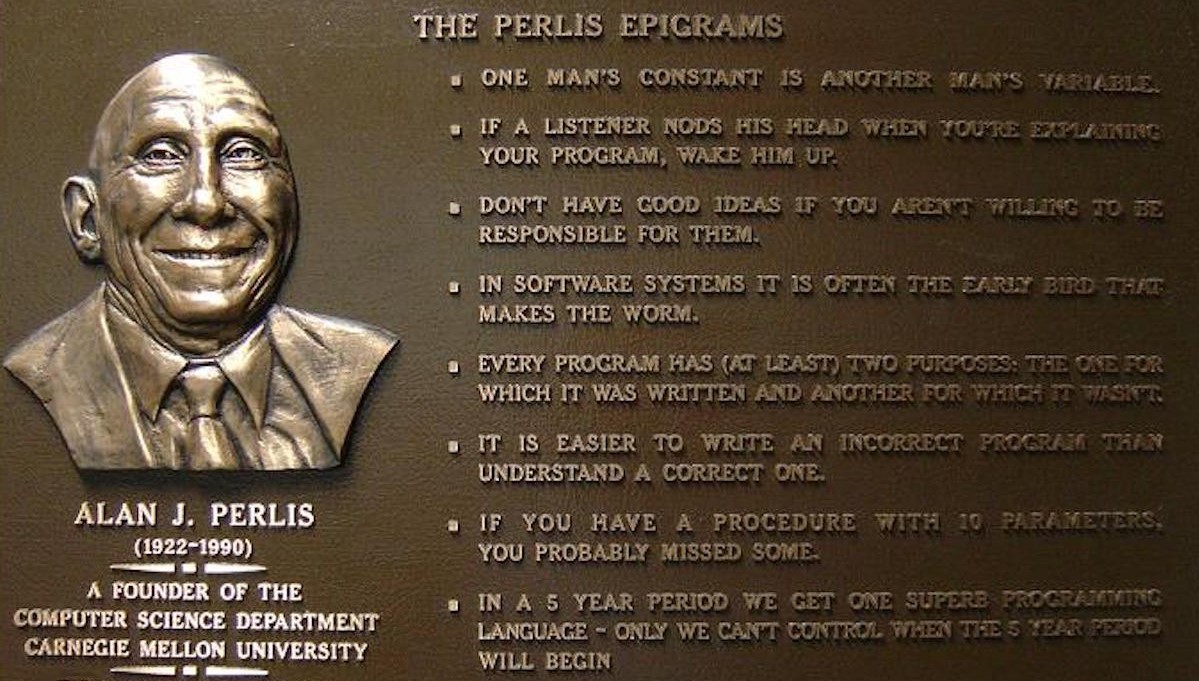 THE PERLIS EPIGRAMS
▪ ONE MAN'S CONSTANT IS ANOTHER MAN'S VARIABLE.
▪ IF A LISTENER NODS HIS HEAD WHEN YOU'RE EXPLAINING
YOUR PROGRAM, WAKE HIM UP.
▪ DON'T HAVE GOOD IDEAS IF YOU AREN'T WILLING TO BE
RESPONSIBLE FOR THEM.
▪ IN SOFTWARE SYSTEMS IT IS OFTEN THE EARLY BIRD THAT
MAKES THE WORM.
▪ EVERY PROGRAM HAS (AT LEAST) TWO PURPOSES: THE ONE FOR
WHICH IT WAS WRITTEN AND ANOTHER FOR WHICH IT WASN'T.
▪ IT IS EASIER TO WRITE AN INCORRECT PROGRAM THAN
UNDERSTAND A CORRECT ONE.
▪ IF YOU HAVE A PROCEDURE WITH 10 PARAMETERS,
YOU PROBABLY MISSED SOME.
▪ IN A 5 YEAR PERIOD WE GET ONE SUPERB PROGRAMMING
LANGUAGE - ONLY WE CAN'T CONTROL WHEN THE 5 YEAR PERIOD
WILL BEGIN
ALAN J. PERLIS
(1922-1990)
A FOUNDER OF THE
COMPUTER SCIENCE DEPARTMENT
CARNEGIE MELLON UNIVERSITY